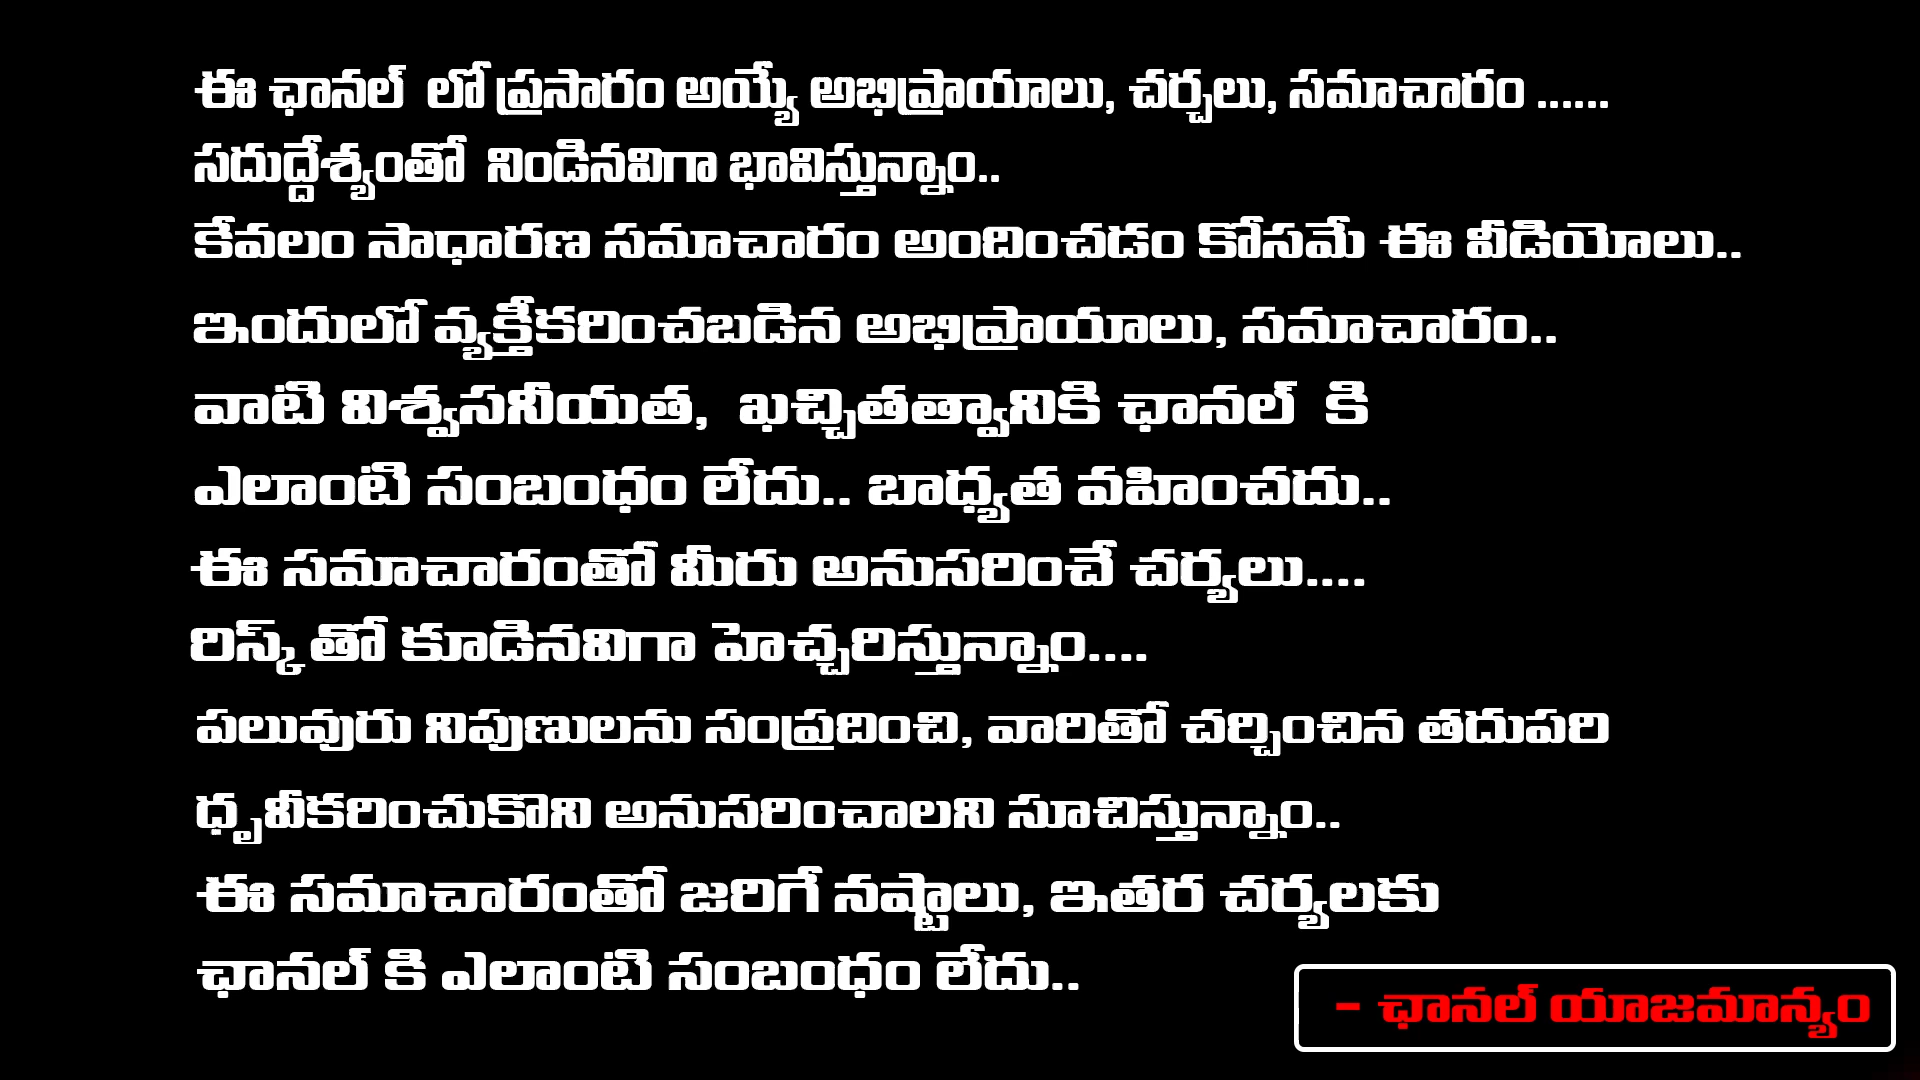 ఈ ఛానల్ లో ప్రసారం అయ్యే అభిప్రాయాలు, చర్చలు, సమాచారం ......
సదుద్దేశ్యంతో నిండినవిగా భావిస్తున్నాం..
కేవలం సాధారణ సమాచారం అందించడం కోసమే ఈ వీడియోలు..
ఇందులో వ్యక్తీకరించబడిన అభిప్రాయాలు, సమాచారం..
వాటి విశ్వసనీయత, ఖచ్చితత్వానికి ఛానల్ కి
ఎలాంటి సంబంధం లేదు.. బాధ్యత వహించదు..
ఈ సమాచారంతో మీరు అనుసరించే చర్యలు....
రిస్క్ తో కూడినవిగా హెచ్చరిస్తున్నాం....
పలువురు నిపుణులను సంప్రదించి, వారితో చర్చించిన తదుపరి
ధృవీకరించుకొని అనుసరించాలని సూచిస్తున్నాం..
ఈ సమాచారంతో జరిగే నష్టాలు, ఇతర చర్యలకు
ఛానల్ కి ఎలాంటి సంబంధం లేదు..
- ఛానల్ యాజమాన్యం